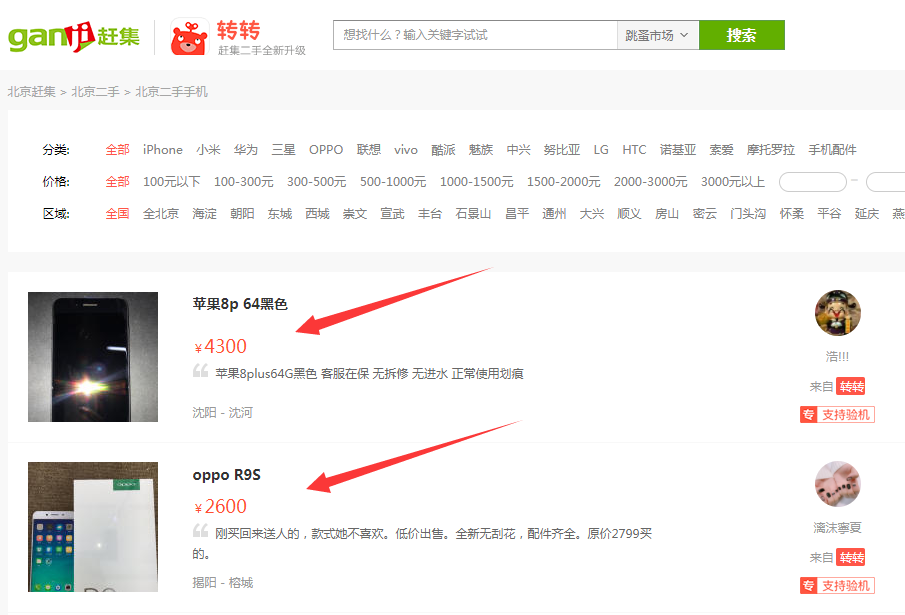 ganji赶集
转转
赶集二手全新升级
想找什么？输入关键字试试
跳蚤市场
搜索
北京赶集 > 北京二手 > 北京二手手机
分类: 全部 iPhone 小米 华为 三星 OPPO 联想 vivo 酷派 魅族 中兴 努比亚 LG HTC 诺基亚 索爱 摩托罗拉 手机配件
价格: 全部 100元以下 100-300元 300-500元 500-1000元 1000-1500元 1500-2000元 2000-3000元 3000元以上 –
区域: 全国 全北京 海淀 朝阳 东城 西城 崇文 宣武 丰台 石景山 昌平 通州 大兴 顺义 房山 密云 门头沟 怀柔 平谷 延庆 燕
苹果8p 64黑色
¥4300
苹果8plus64G黑色 客服在保 无拆修 无进水 正常使用划痕
沈阳 - 沈河
浩!!!
来自 转转
专 支持验机
oppo R9S
¥2600
刚买回来送人的，款式她不喜欢。低价出售。全新无刮花，配件齐全。原价2799买
的。
揭阳 - 榕城
漓沫寧夏
来自 转转
专 支持验机
oppo